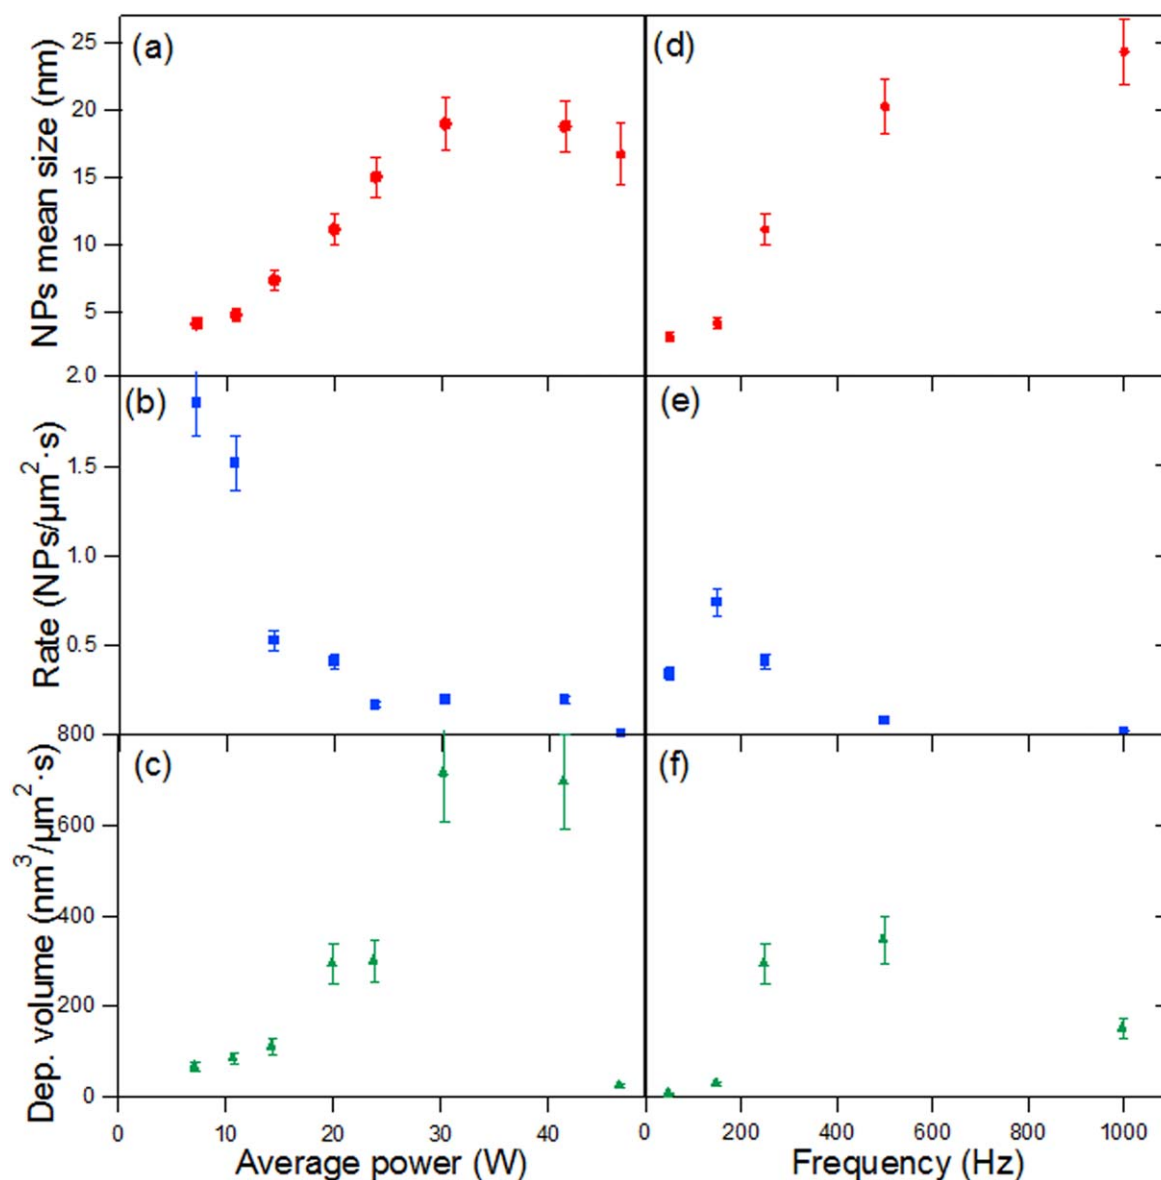 (a)
(d)
NPs mean size (nm)
25
20
15
10
5
2.0
(b)
(e)
Rate (NPs/µm²·s)
1.5
1.0
0.5
800
(c)
(f)
Dep. volume (nm³/µm²·s)
600
400
200
0
0 10 20 30 40 0 200 400 600 800 1000
Average power (W) Frequency (Hz)